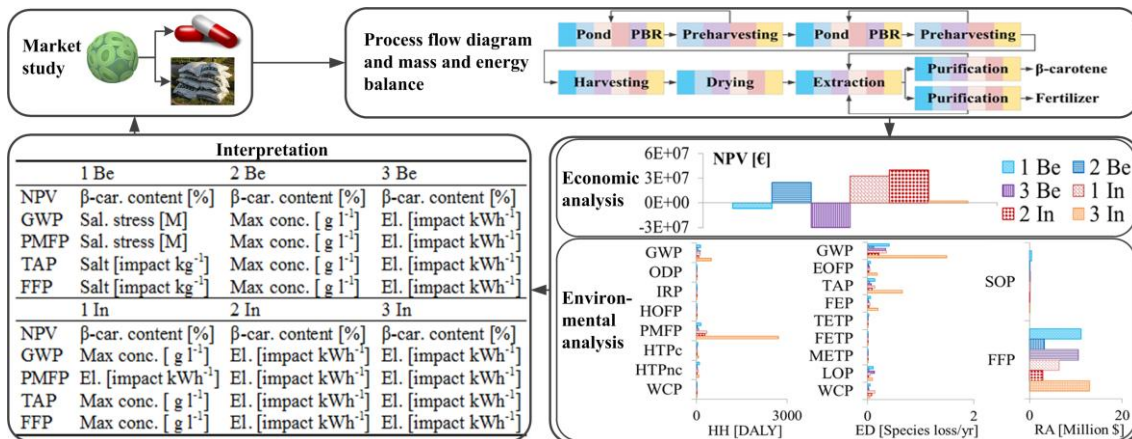 Market
study
Process flow diagram
and mass and energy
balance
Pond PBR Preharvesting Pond PBR Preharvesting
Harvesting Drying Extraction Purification β-carotene
Purification Fertilizer
Interpretation
1 Be 2 Be 3 Be
NPV β-car. content [%] β-car. content [%] β-car. content [%]
GWP Sal. stress [M] Max conc. [ g l⁻¹] El. [impact kWh⁻¹]
PMFP Sal. stress [M] Max conc. [ g l⁻¹] El. [impact kWh⁻¹]
TAP Salt [impact kg⁻¹] Max conc. [ g l⁻¹] El. [impact kWh⁻¹]
FFP Salt [impact kg⁻¹] Max conc. [ g l⁻¹] El. [impact kWh⁻¹]
1 In 2 In 3 In
NPV β-car. content [%] β-car. content [%] β-car. content [%]
GWP Max conc. [ g l⁻¹] El. [impact kWh⁻¹] El. [impact kWh⁻¹]
PMFP El. [impact kWh⁻¹] El. [impact kWh⁻¹] El. [impact kWh⁻¹]
TAP Max conc. [ g l⁻¹] El. [impact kWh⁻¹] El. [impact kWh⁻¹]
FFP Max conc. [ g l⁻¹] El. [impact kWh⁻¹] El. [impact kWh⁻¹]
Economic
analysis
NPV [€]
6E+07
3E+07
0E+00
-3E+07
1 Be 2 Be
3 Be 1 In
2 In 3 In
Environ-
mental
analysis
GWP
ODP
IRP
HOFP
PMFP
HTPc
HTPnc
WCP
0 3000
HH [DALY]
GWP
EOFP
TAP
FEP
TETP
FETP
METP
LOP
WCP
0 2
ED [Species loss/yr]
SOP
FFP
0 20
RA [Million $]